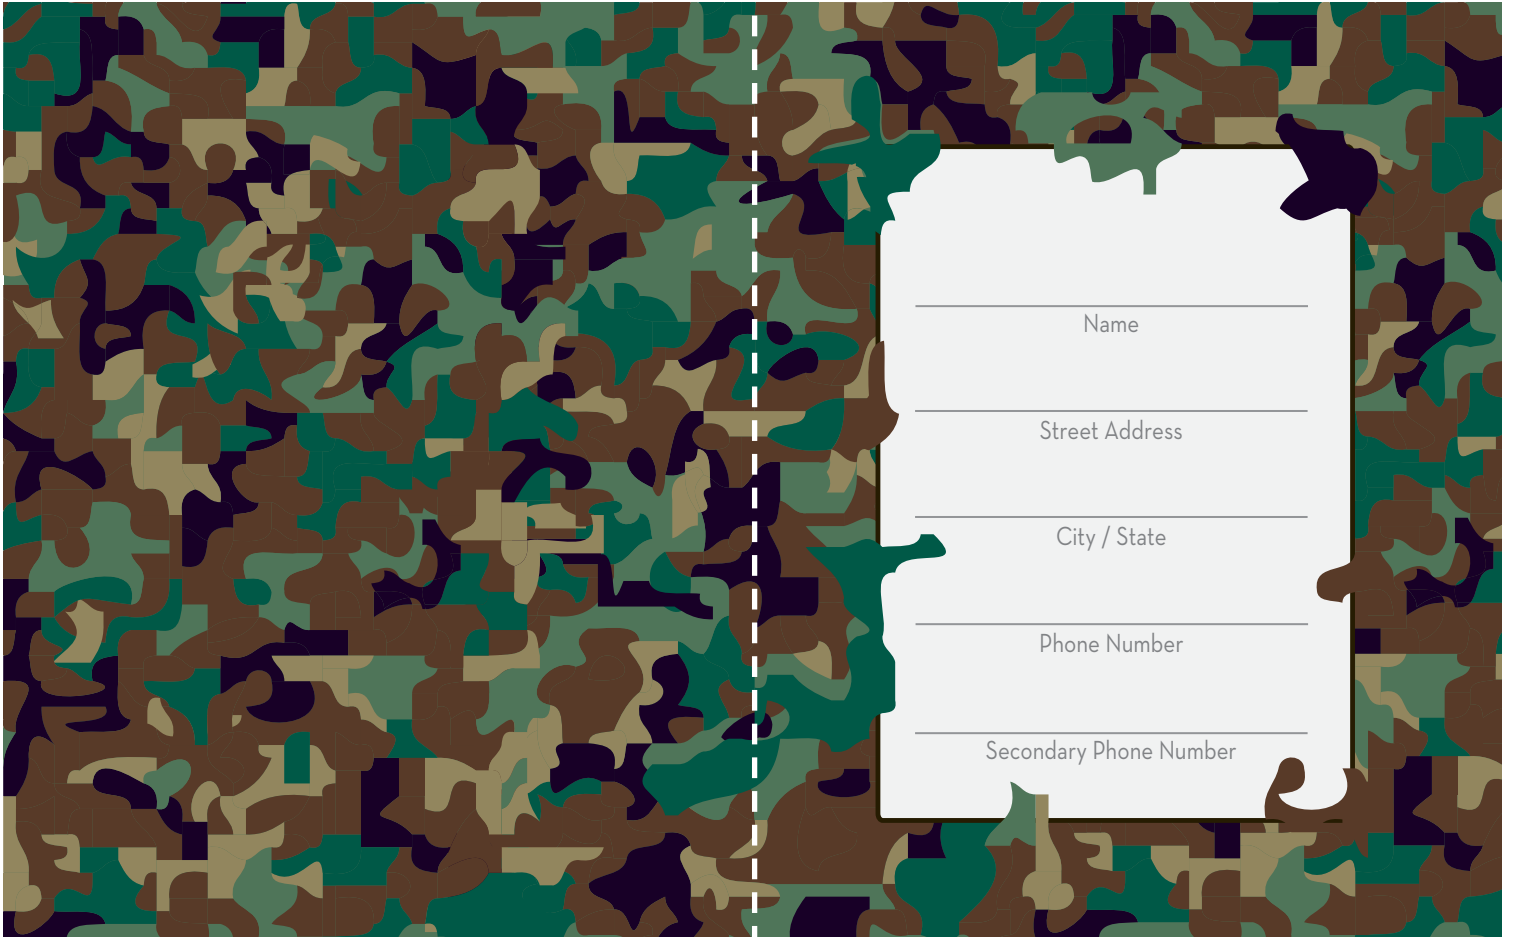 Name
Street Address
City / State
Phone Number
Secondary Phone Number